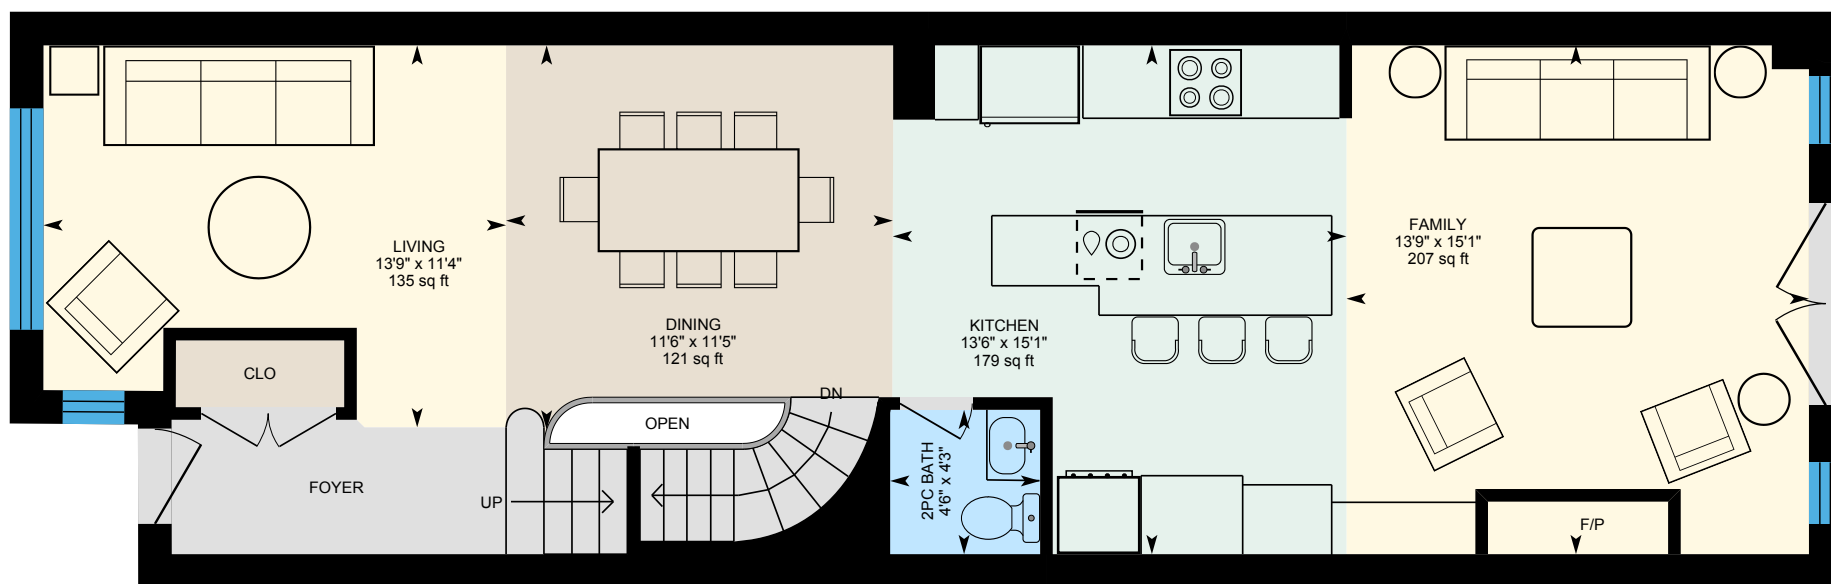 LIVING
13'9" x 11'4"
135 sq ft
CLO
FOYER
UP
DINING
11'6" x 11'5"
121 sq ft
OPEN
DN
KITCHEN
13'6" x 15'1"
179 sq ft
2PC BATH
4'6" x 4'3"
FAMILY
13'9" x 15'1"
207 sq ft
F/P